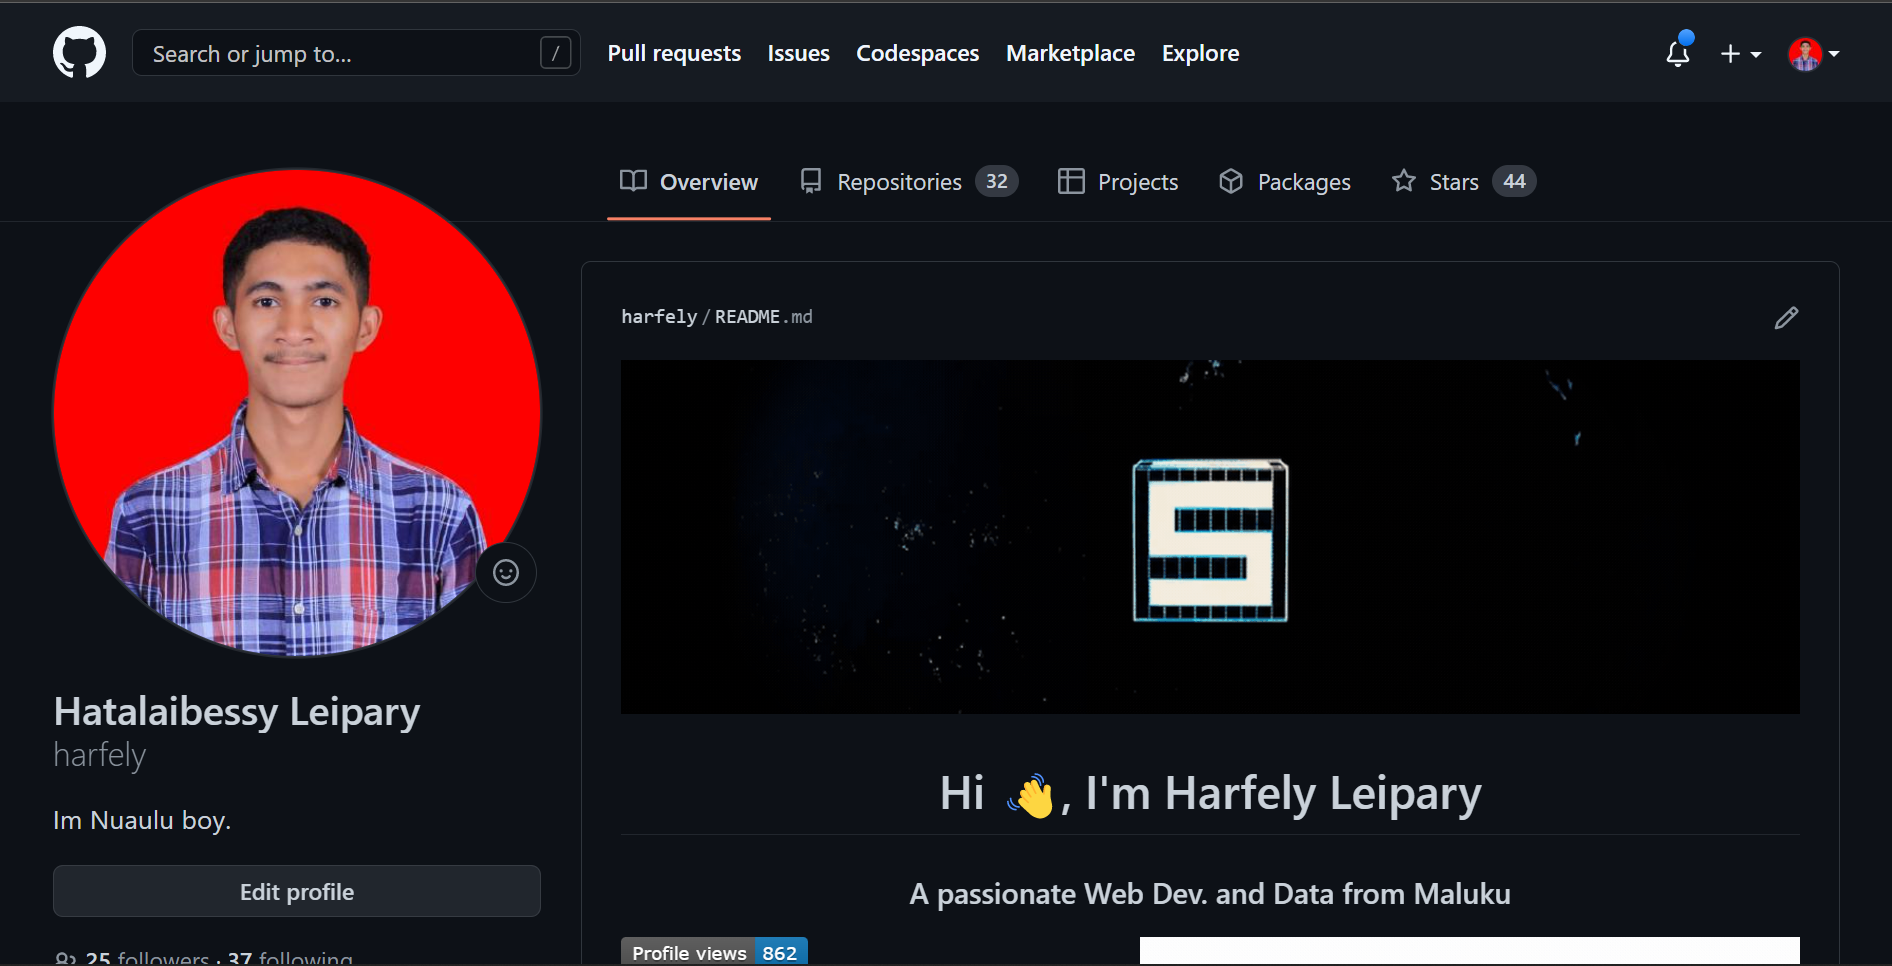 Search or jump to... /
Pull requests Issues Codespaces Marketplace Explore
Overview Repositories 32 Projects Packages Stars 44
harfely/README.md
S
Hatalaibessy Leipary
harfely
Im Nuaulu boy.
Edit profile
25 followers · 37 following
Hi 👋, I'm Harfely Leipary
A passionate Web Dev. and Data from Maluku
Profile views 862